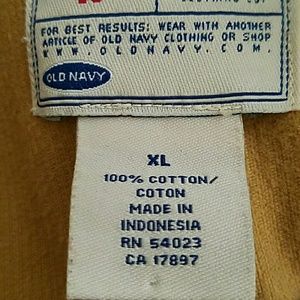 FOR BEST RESULTS: WEAR WITH ANOTHER
ARTICLE OF OLD NAVY CLOTHING OR SHOP
WWW.OLDNAVY.COM.
OLD NAVY
XL
100% COTTON/
COTON
MADE IN
INDONESIA
RN 54023
CA 17897